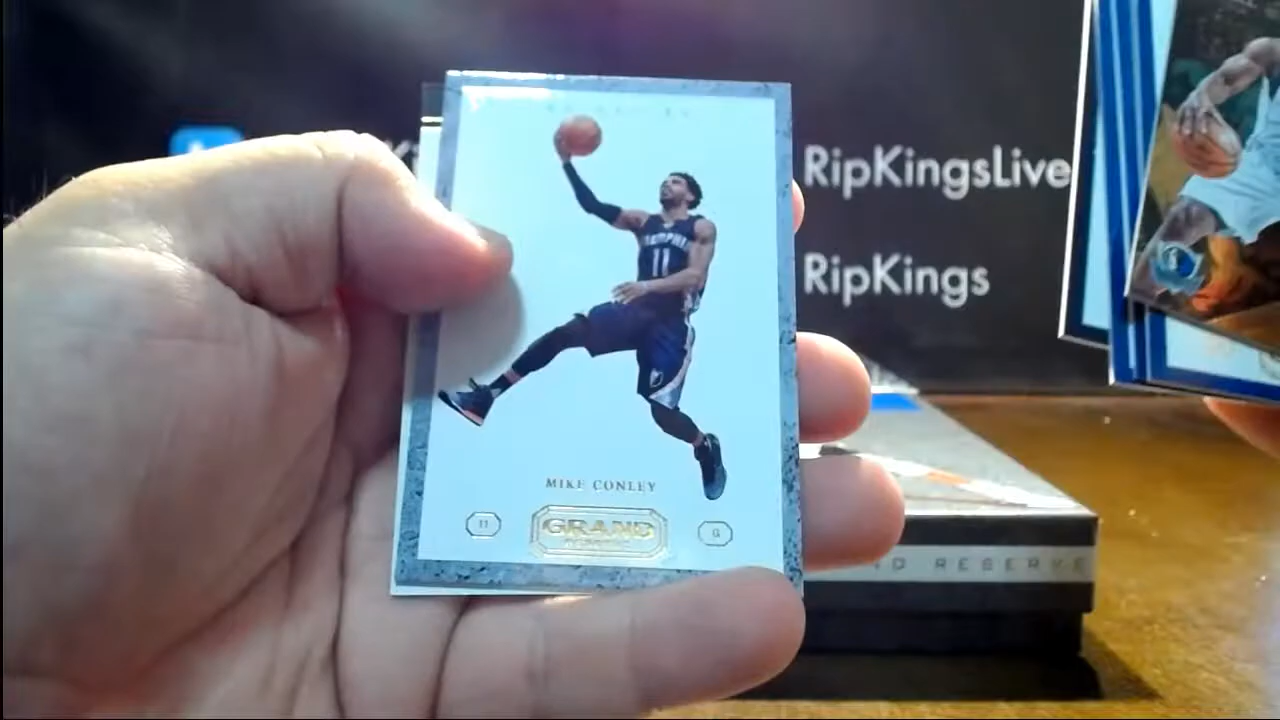 RipKingsLive
RipKings
MEMPHIS
11
MIKE CONLEY
11
GRAND
G
RESERVE